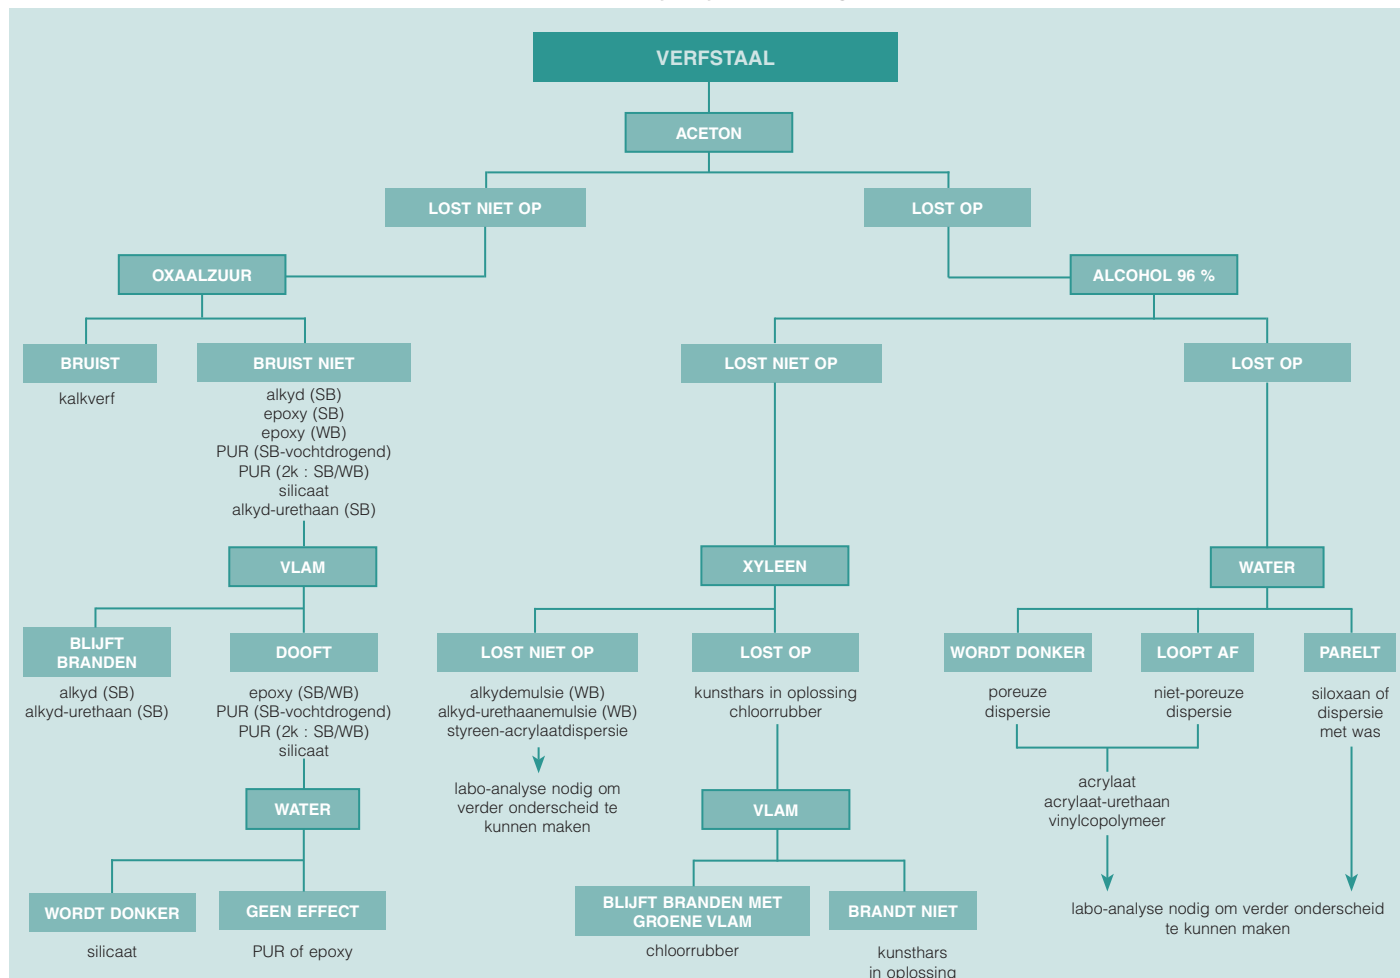 VERFSTAAL
ACETON
LOST NIET OP
LOST OP
OXAALZUUR
ALCOHOL 96 %
BRUIST
BRUIST NIET
LOST NIET OP
LOST OP
kalkverf
alkyd (SB)
epoxy (SB)
epoxy (WB)
PUR (SB-vochtdrogend)
PUR (2k : SB/WB)
silicaat
alkyd-urethaan (SB)
VLAM
XYLEEN
WATER
BLIJFT
BRANDEN
DOOFT
LOST NIET OP
LOST OP
WORDT DONKER
LOOPT AF
PARELT
alkyd (SB)
alkyd-urethaan (SB)
epoxy (SB/WB)
PUR (SB-vochtdrogend)
PUR (2k : SB/WB)
silicaat
alkydemulsie (WB)
alkyd-urethaanemulsie (WB)
styreen-acrylaatdispersie
kunsthars in oplossing
chloorrubber
poreuze
dispersie
niet-poreuze
dispersie
siloxaan of
dispersie
met was
labo-analyse nodig om
verder onderscheid te
kunnen maken
acrylaat
acrylaat-urethaan
vinylcopolymeer
WATER
VLAM
WORDT DONKER
GEEN EFFECT
BLIJFT BRANDEN MET
GROENE VLAM
BRANDT NIET
labo-analyse nodig om verder onderscheid
te kunnen maken
silicaat
PUR of epoxy
chloorrubber
kunsthars
in oplossing